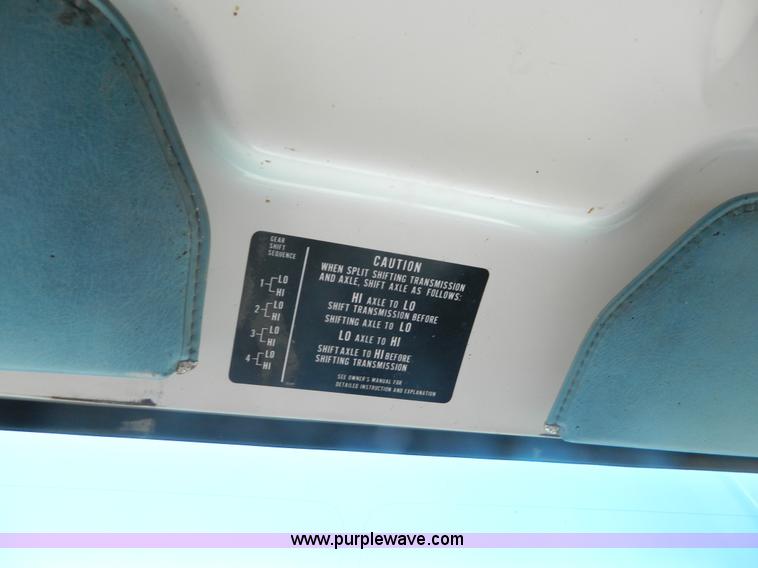 GEAR
SHIFT
SEQUENCE
1 LO
HI
2 LO
HI
3 LO
HI
4 LO
HI
CAUTION
WHEN SPLIT SHIFTING TRANSMISSION
AND AXLE, SHIFT AXLE AS FOLLOWS:
HI AXLE TO LO
SHIFT TRANSMISSION BEFORE
SHIFTING AXLE TO LO
LO AXLE TO HI
SHIFT AXLE TO HI BEFORE
SHIFTING TRANSMISSION
SEE OWNER'S MANUAL FOR
DETAILED INSTRUCTION AND EXPLANATION
www.purplewave.com